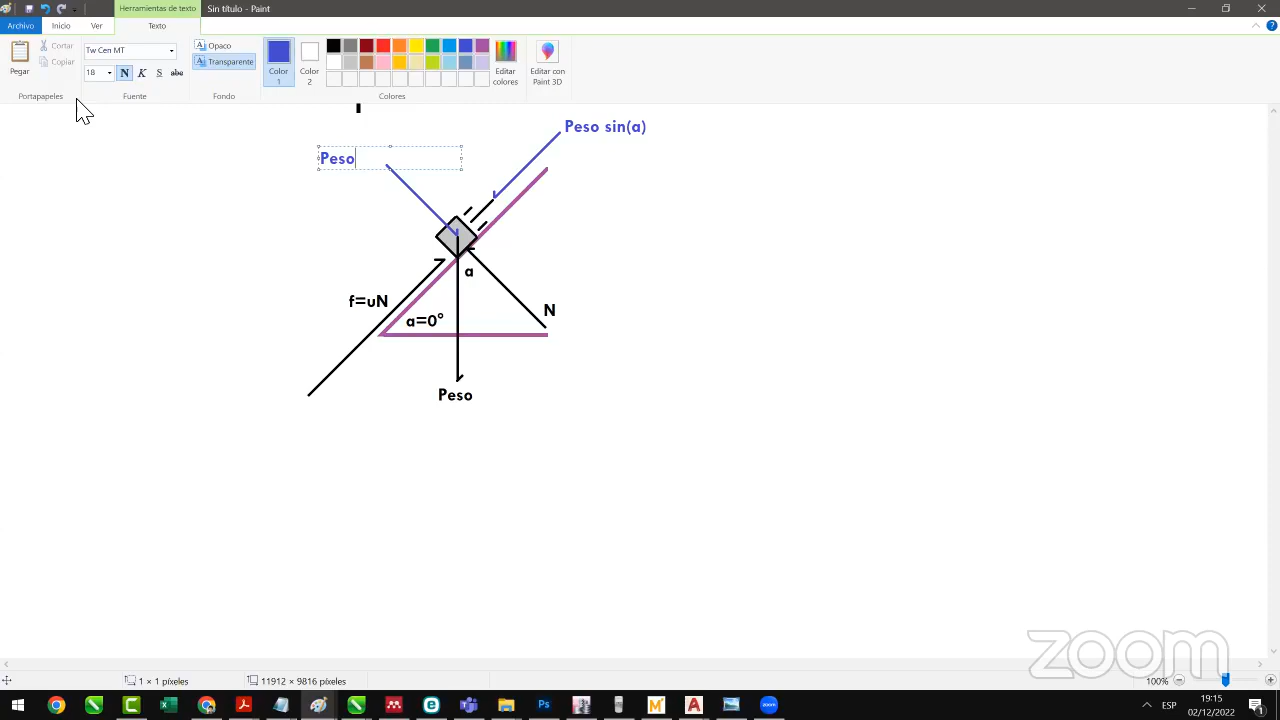 Herramientas de texto
Sin título - Paint
Archivo
Inicio
Ver
Texto
Pegar
Cortar
Copiar
Portapapeles
Tw Cen MT
18
N K S abc
Fuente
Opaco
Transparente
Fondo
Color 1
Color 2
Colores
Editar colores
Editar con Paint 3D
Peso sin(a)
Peso
a
f=uN
N
a=0°
Peso
zoom
1 × 1 píxeles
11912 × 9816 píxeles
100%
ESP
19:15
02/12/2022